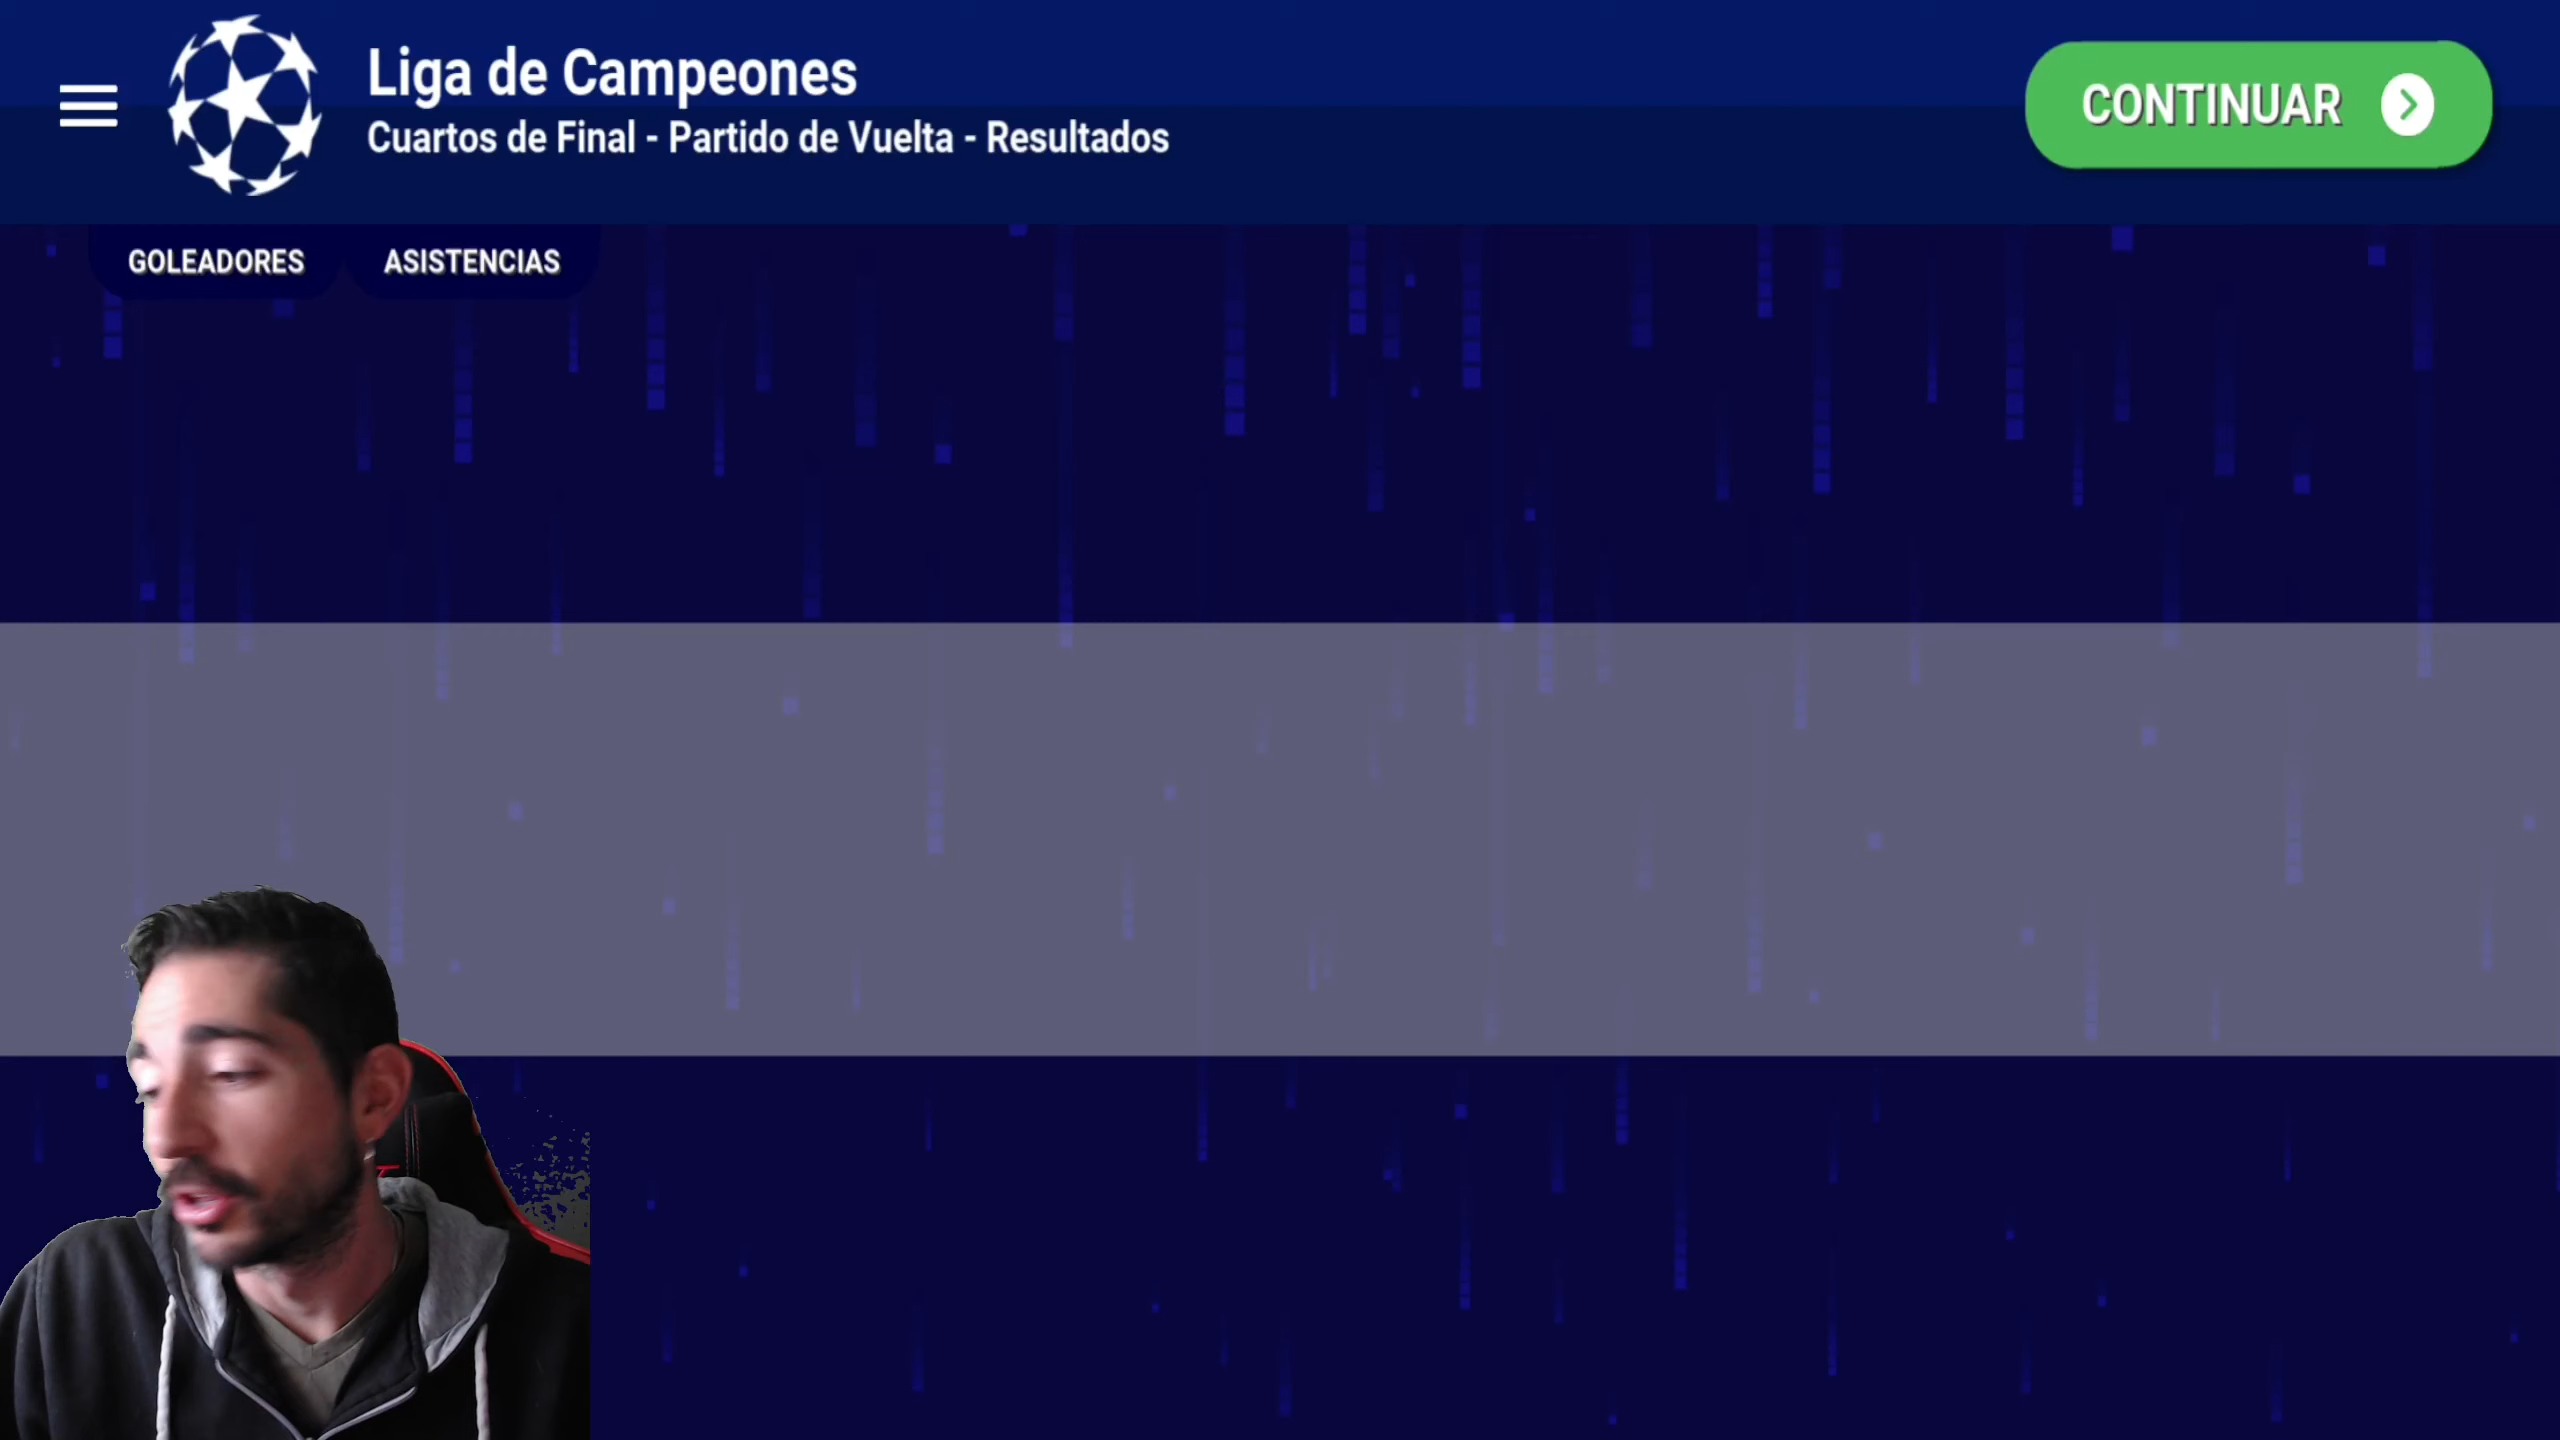 Liga de Campeones
Cuartos de Final - Partido de Vuelta - Resultados
CONTINUAR
GOLEADORES
ASISTENCIAS